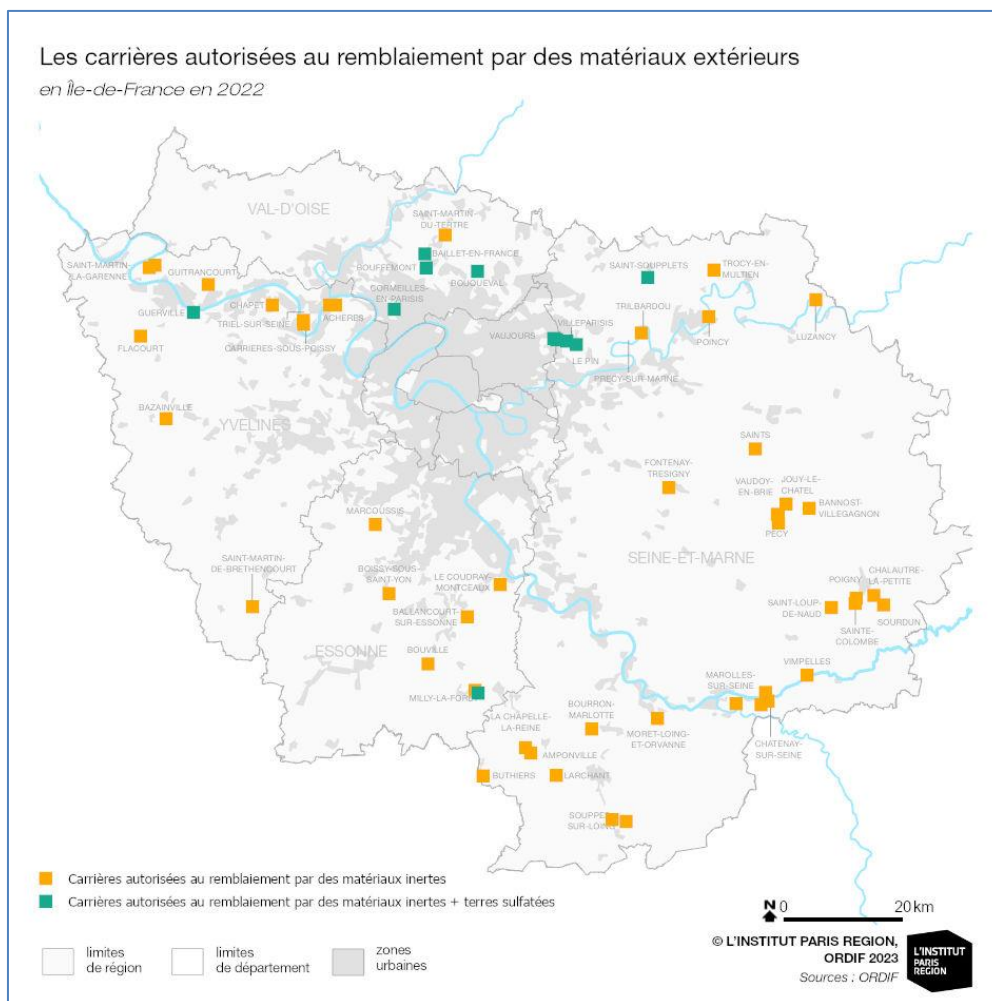 Les carrières autorisées au remblaiement par des matériaux extérieurs
en Île-de-France en 2022
VAL-D'OISE
SAINT-MARTIN-
DU-TERTRE
BAILLET-EN-FRANCE
BOUFFEMONT
BOUQUEVAL
CORMEILLES-
EN-PARISIS
SAINT-MARTIN-
LA-GARENNE
GUITRANCOURT
GUERVILLE
CHAPET
TRIEL-SUR-SEINE
ACHERES
CARRIERES-SOUS-POISSY
FLACOURT
SAINT-SOUPPLETS
TROCY-EN-
MULTIEN
TRILBARDOU
VILLEPARISIS
VAUJOURS
LE PIN
POINCY
LUZANCY
PRECY-SUR-MARNE
BAZAINVILLE
YVELINES
SAINTS
FONTENAY-
TRESIGNY
VAUDOY-
EN-BRIE
JOUY-LE-
CHATEL
BANNOST-
VILLEGAGNON
PECY
MARCOUSSIS
SEINE-ET-MARNE
SAINT-MARTIN-
DE-BRETHENCOURT
BOISSY-SOUS-
SAINT-YON
LE COUDRAY-
MONTCEAUX
BALLANCOURT-
SUR-ESSONNE
CHALAUTRE-
LA-PETITE
POIGNY
SAINT-LOUP-
DE-NAUD
SOURDUN
SAINTE-
COLOMBE
ESSONNE
BOUVILLE
VIMPELLES
MAROLLES-
SUR-SEINE
MILLY-LA-FORET
BOURRON-
MARLOTTE
LA CHAPELLE-
LA-REINE
MORET-LOING-
ET-ORVANNE
CHATENAY-
SUR-SEINE
AMPONVILLE
BUTHIERS
LARCHANT
SOUPPES-
SUR-LOING
Carrières autorisées au remblaiement par des matériaux inertes
Carrières autorisées au remblaiement par des matériaux inertes + terres sulfatées
N 0 20 km
limites
de région
limites
de département
zones
urbaines
© L'INSTITUT PARIS REGION,
ORDIF 2023
Sources : ORDIF
L'INSTITUT
PARIS
REGION